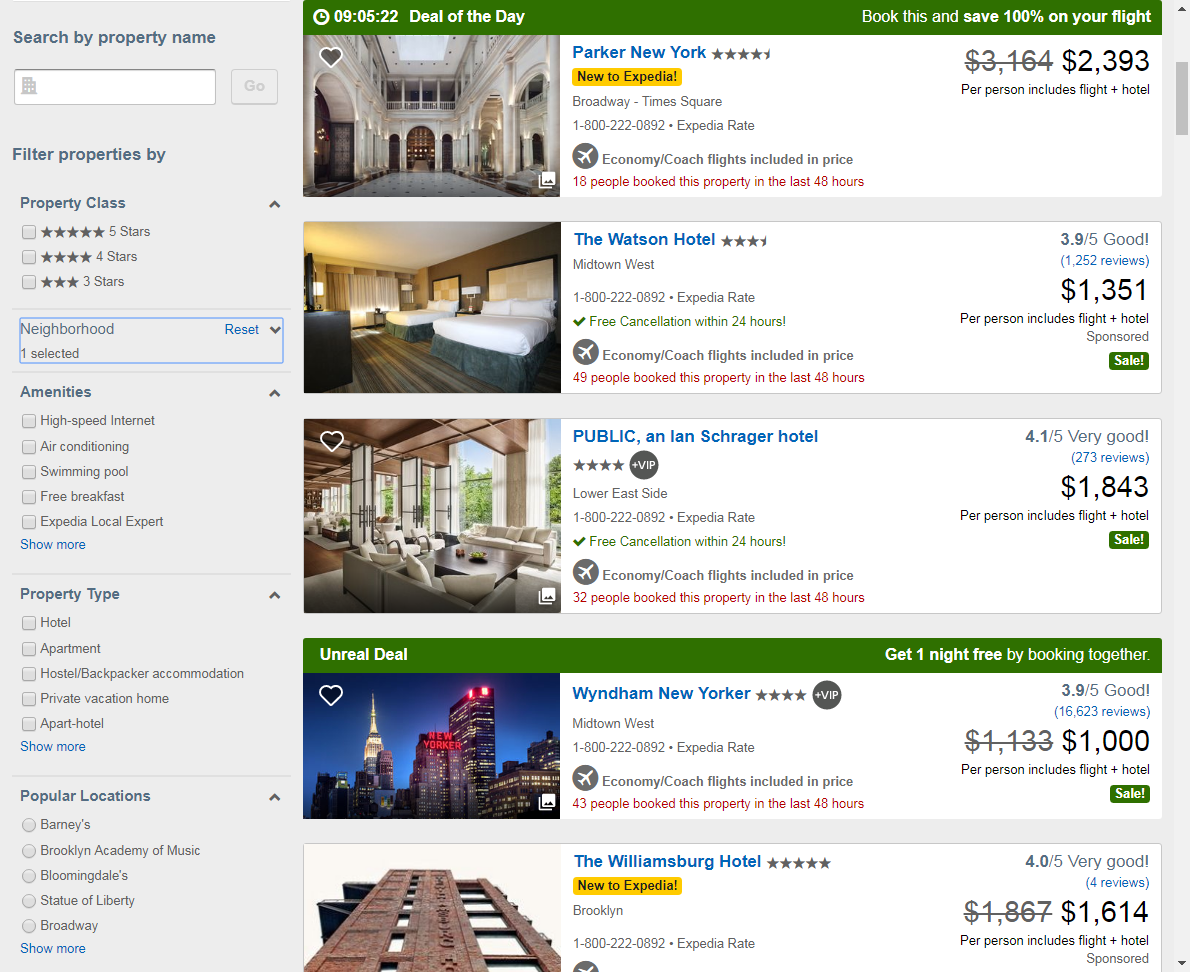 Search by property name
Go
Filter properties by
Property Class
5 Stars
4 Stars
3 Stars
Neighborhood Reset
1 selected
Amenities
High-speed Internet
Air conditioning
Swimming pool
Free breakfast
Expedia Local Expert
Show more
Property Type
Hotel
Apartment
Hostel/Backpacker accommodation
Private vacation home
Apart-hotel
Show more
Popular Locations
Barney's
Brooklyn Academy of Music
Bloomingdale's
Statue of Liberty
Broadway
Show more
09:05:22 Deal of the Day Book this and save 100% on your flight
Parker New York
New to Expedia!
Broadway - Times Square
1-800-222-0892 • Expedia Rate
Economy/Coach flights included in price
18 people booked this property in the last 48 hours
$3,164 $2,393
Per person includes flight + hotel
The Watson Hotel
Midtown West
1-800-222-0892 • Expedia Rate
Free Cancellation within 24 hours!
Economy/Coach flights included in price
49 people booked this property in the last 48 hours
3.9/5 Good!
(1,252 reviews)
$1,351
Per person includes flight + hotel
Sponsored
Sale!
PUBLIC, an Ian Schrager hotel
+VIP
Lower East Side
1-800-222-0892 • Expedia Rate
Free Cancellation within 24 hours!
Economy/Coach flights included in price
32 people booked this property in the last 48 hours
4.1/5 Very good!
(273 reviews)
$1,843
Per person includes flight + hotel
Sale!
Unreal Deal Get 1 night free by booking together.
NEW
YORKER
Wyndham New Yorker +VIP
Midtown West
1-800-222-0892 • Expedia Rate
Economy/Coach flights included in price
43 people booked this property in the last 48 hours
3.9/5 Good!
(16,623 reviews)
$1,133 $1,000
Per person includes flight + hotel
Sale!
The Williamsburg Hotel
New to Expedia!
Brooklyn
1-800-222-0892 • Expedia Rate
4.0/5 Very good!
(4 reviews)
$1,867 $1,614
Per person includes flight + hotel
Sponsored